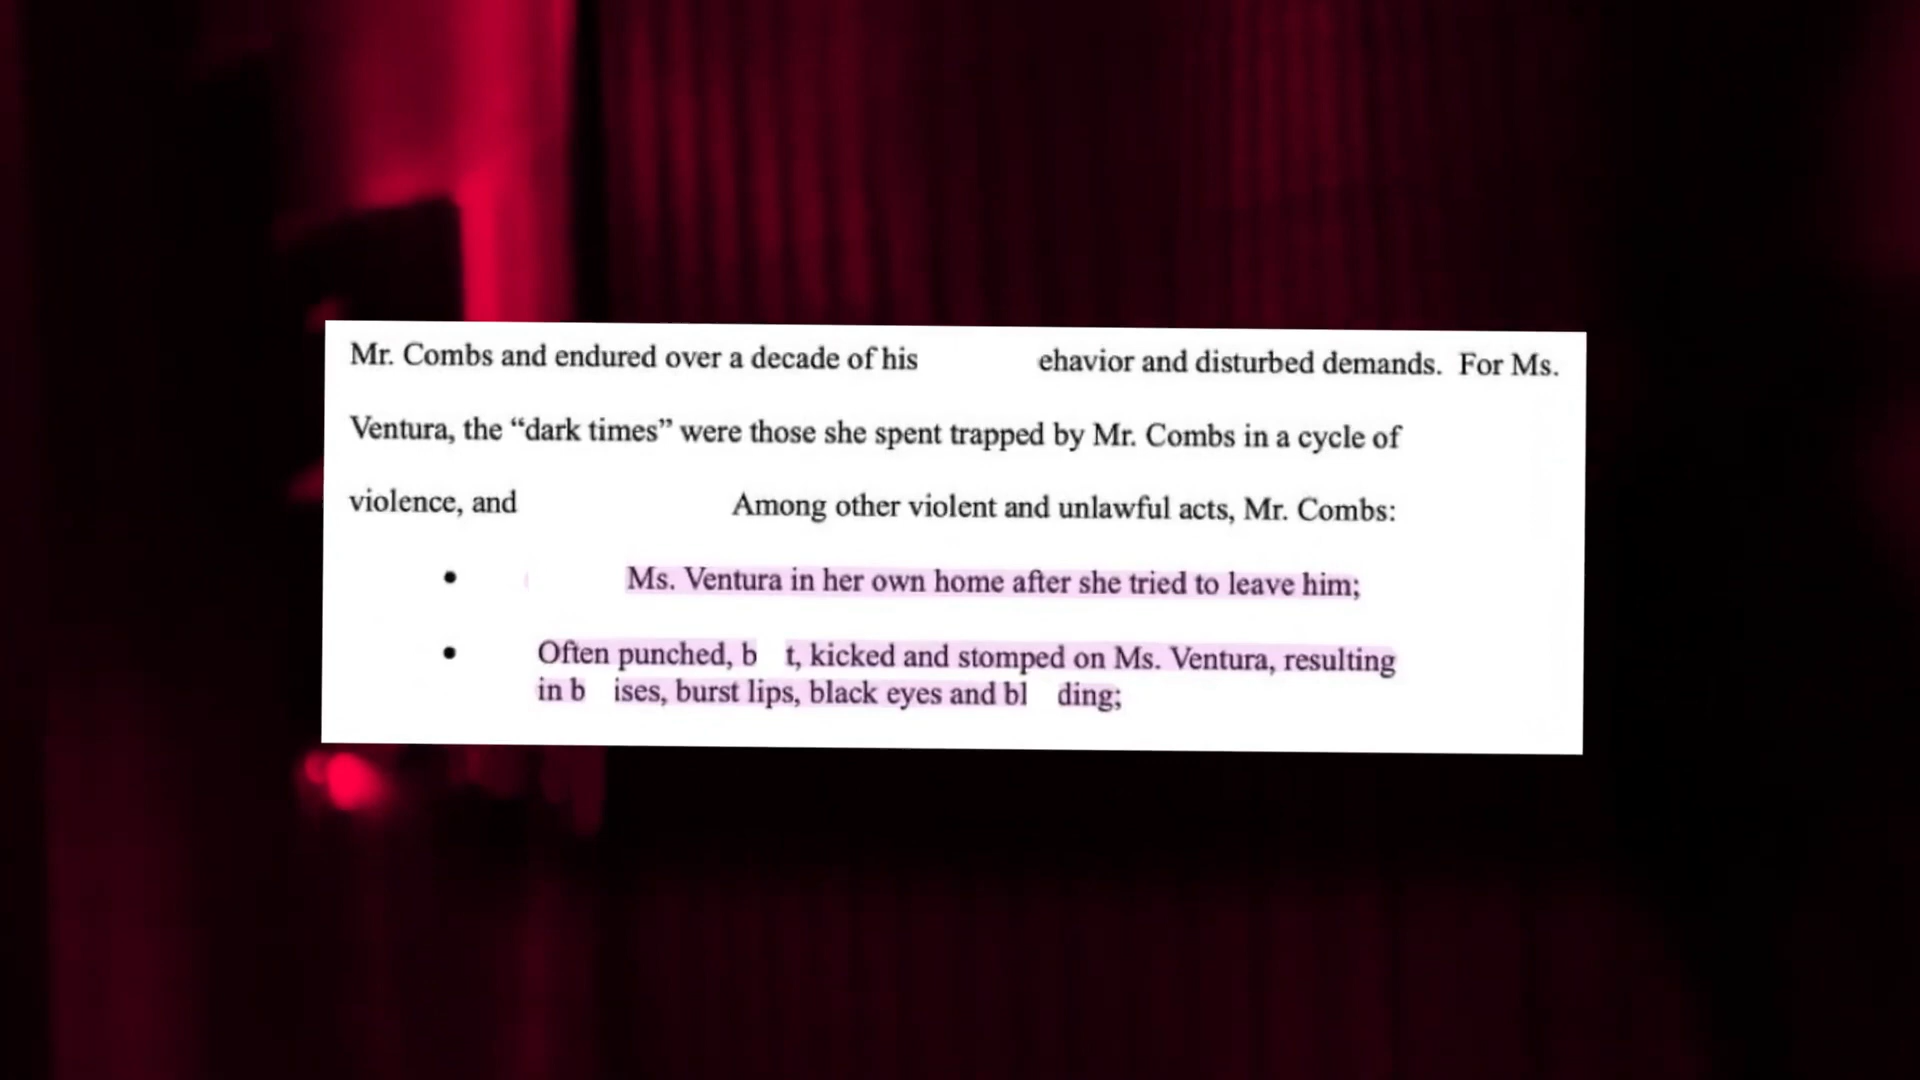 Mr. Combs and endured over a decade of his ehavior and disturbed demands. For Ms.
Ventura, the “dark times” were those she spent trapped by Mr. Combs in a cycle of
violence, and Among other violent and unlawful acts, Mr. Combs:
• Ms. Ventura in her own home after she tried to leave him;
• Often punched, b t, kicked and stomped on Ms. Ventura, resulting
in b ises, burst lips, black eyes and bl ding;